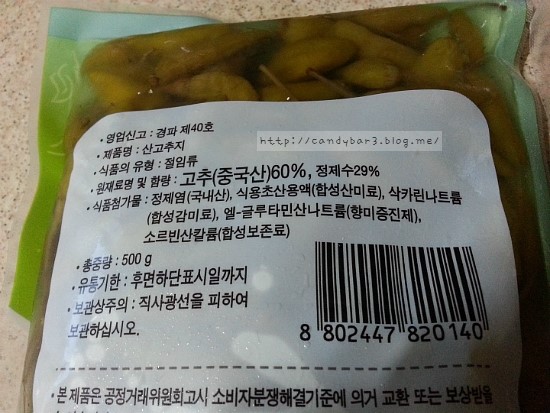 • 영업신고 : 경파 제40호
http://candybar3.blog.me/
• 제품명 : 산고추지
• 식품의 유형 : 절임류
• 원재료명 및 함량 : 고추(중국산)60%, 정제수29%
• 식품첨가물 : 정제염(국내산), 식용초산용액(합성산미료), 삭카린나트륨
(합성감미료), 엘-글루타민산나트륨(향미증진제),
소르빈산칼륨(합성보존료)
• 총중량 : 500 g
• 유통기한 : 후면하단표시일까지
• 보관상주의 : 직사광선을 피하여
보관하십시오.
8 802447 820140
• 본 제품은 공정거래위원회고시 소비자분쟁해결기준에 의거 교환 또는 보상받을